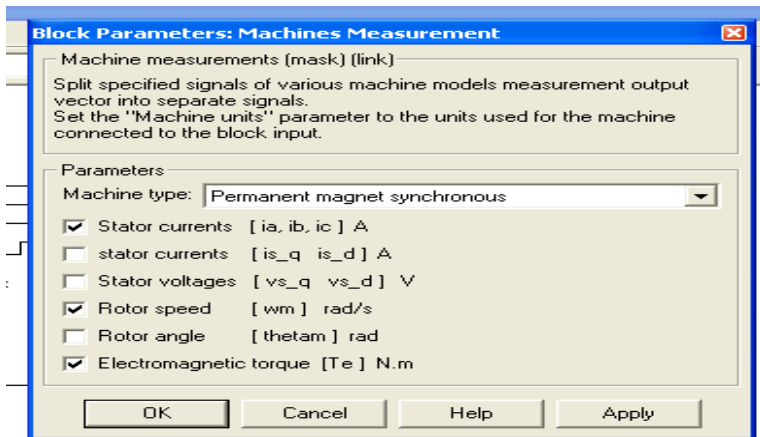 Block Parameters: Machines Measurement
Machine measurements (mask) (link)
Split specified signals of various machine models measurement output
vector into separate signals.
Set the "Machine units" parameter to the units used for the machine
connected to the block input.
Parameters
Machine type: Permanent magnet synchronous
Stator currents [ ia, ib, ic ] A
stator currents [ is_q is_d ] A
Stator voltages [ vs_q vs_d ] V
Rotor speed [ wm ] rad/s
Rotor angle [ thetam ] rad
Electromagnetic torque [Te ] N.m
OK Cancel Help Apply